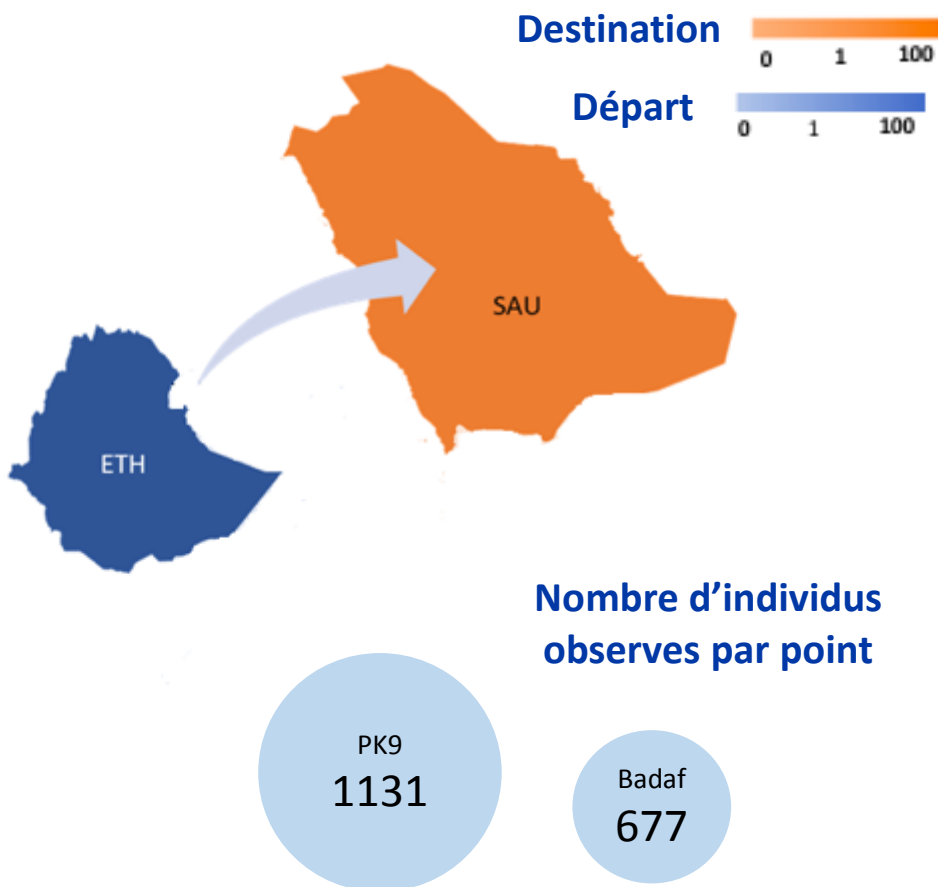 Destination
0 1 100
Départ
0 1 100
SAU
ETH
Nombre d'individus
observes par point
PK9
1131
Badaf
677